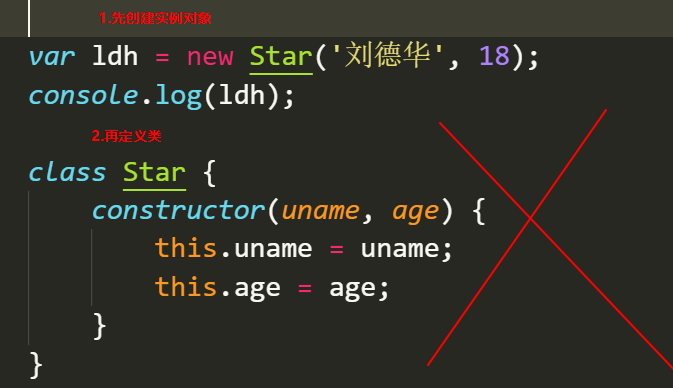 1.先创建实例对象
var ldh = new Star('刘德华', 18);
console.log(ldh);
2.再定义类
class Star {
    constructor(uname, age) {
        this.uname = uname;
        this.age = age;
    }
}